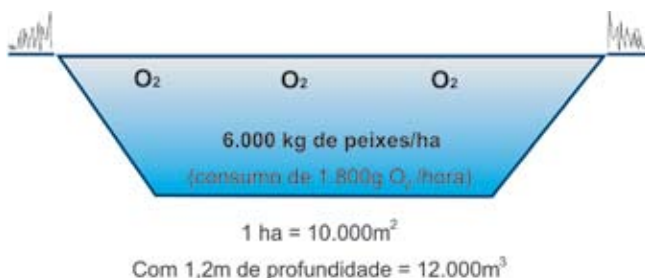 O₂ O₂ O₂
6.000 kg de peixes/ha
(consumo de 1.800g O₂ /hora)
1 ha = 10.000m²
Com 1,2m de profundidade = 12.000m³